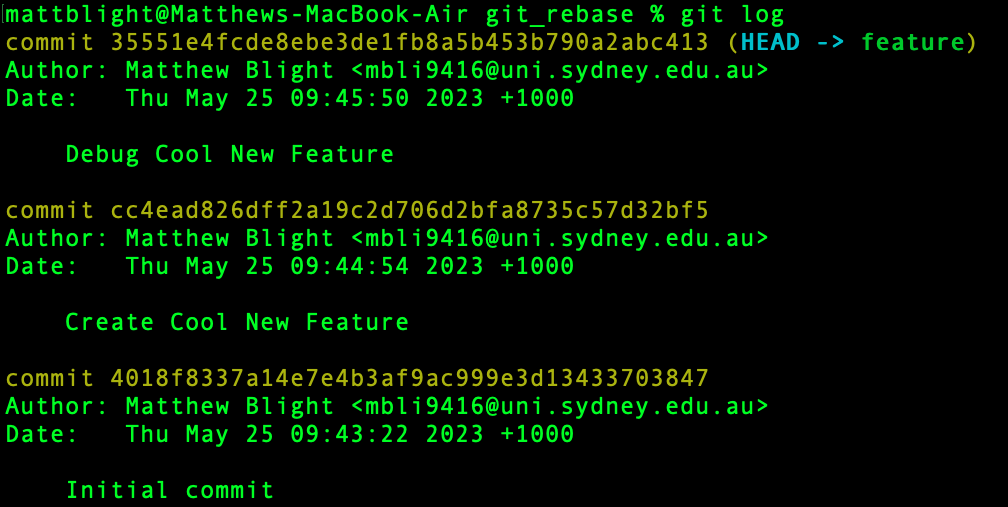 mattblight@Matthews-MacBook-Air git_rebase % git log
commit 35551e4fcde8ebe3de1fb8a5b453b790a2abc413 (HEAD -> feature)
Author: Matthew Blight <mbli9416@uni.sydney.edu.au>
Date:   Thu May 25 09:45:50 2023 +1000
    Debug Cool New Feature
commit cc4ead826dff2a19c2d706d2bfa8735c57d32bf5
Author: Matthew Blight <mbli9416@uni.sydney.edu.au>
Date:   Thu May 25 09:44:54 2023 +1000
    Create Cool New Feature
commit 4018f8337a14e7e4b3af9ac999e3d13433703847
Author: Matthew Blight <mbli9416@uni.sydney.edu.au>
Date:   Thu May 25 09:43:22 2023 +1000
    Initial commit